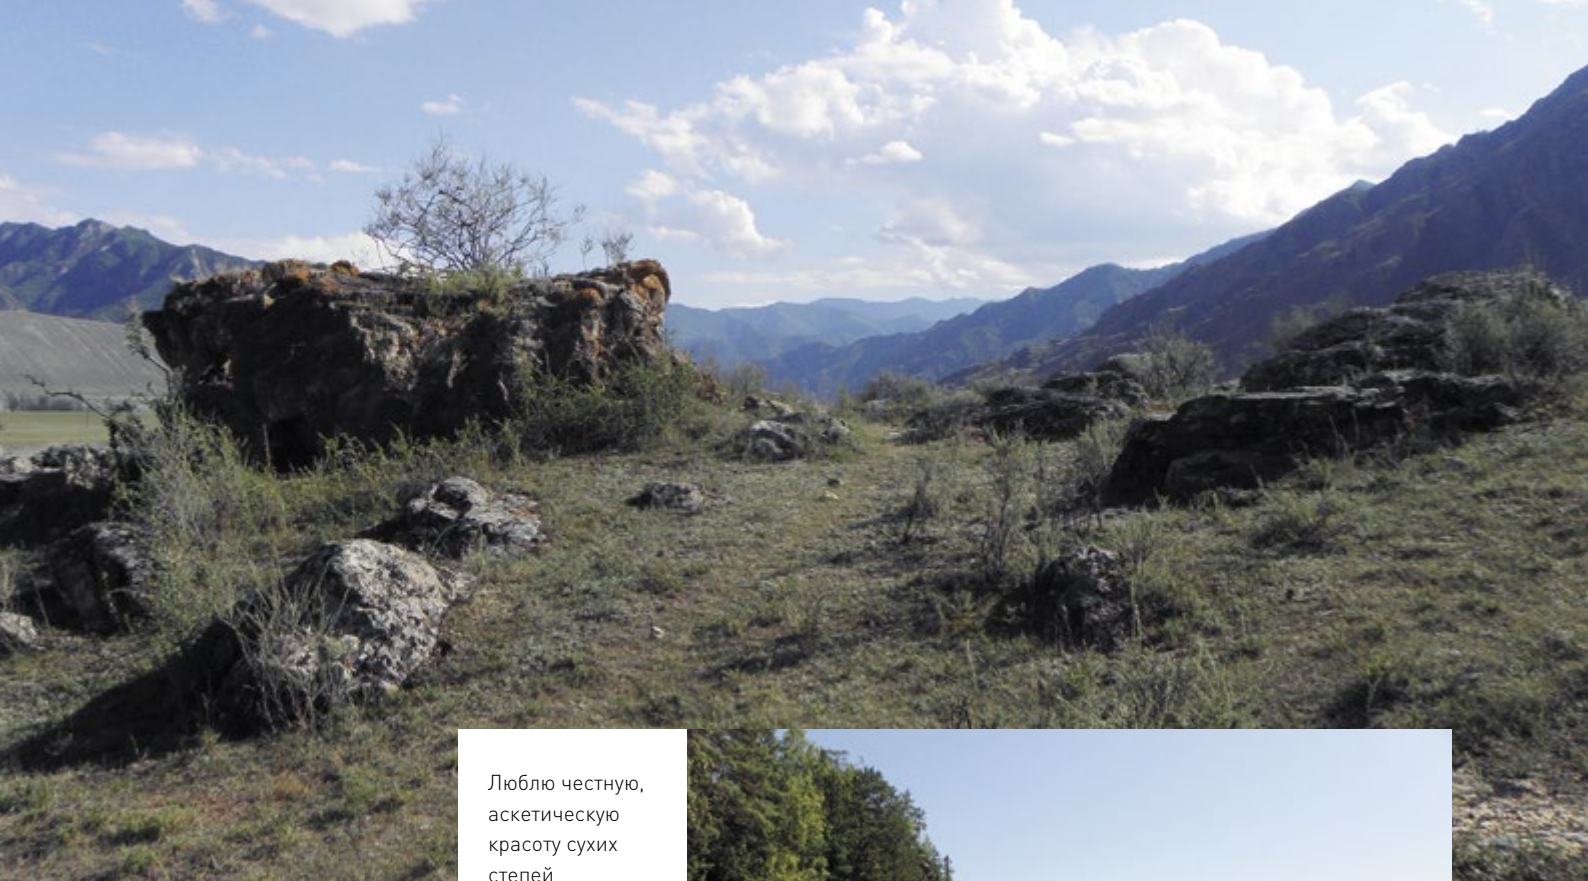 Люблю честную,
аскетическую
красоту сухих
степей